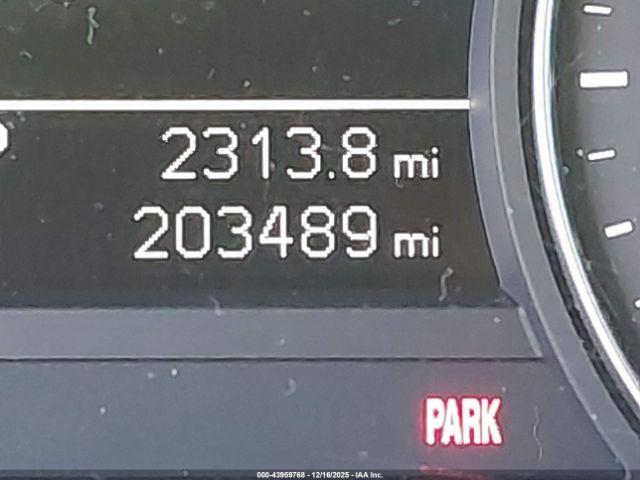 2313.8 mi
203489 mi
PARK
000-43959768 - 12/16/2025 - IAA Inc.